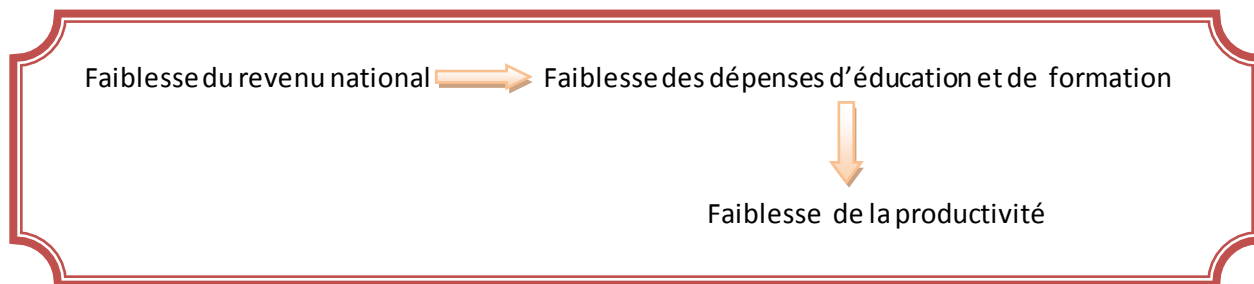 Faiblesse du revenu national Faiblesse des dépenses d’éducation et de formation
Faiblesse de la productivité